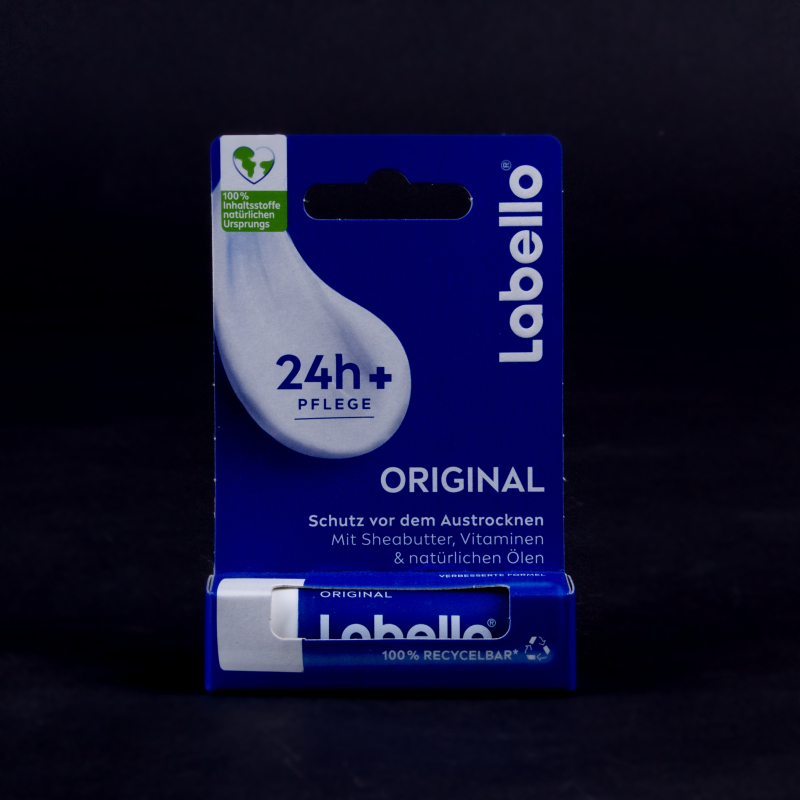 100%
Inhaltsstoffe
natürlichen
Ursprungs
Labello®
24h+
PFLEGE
ORIGINAL
Schutz vor dem Austrocknen
Mit Sheabutter, Vitaminen
& natürlichen Ölen
VERBESSERTE FORMEL
ORIGINAL
Labello®
100% RECYCELBAR*